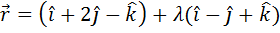 r⃗ = (î + 2ĵ − k̂) + λ(î − ĵ + k̂)